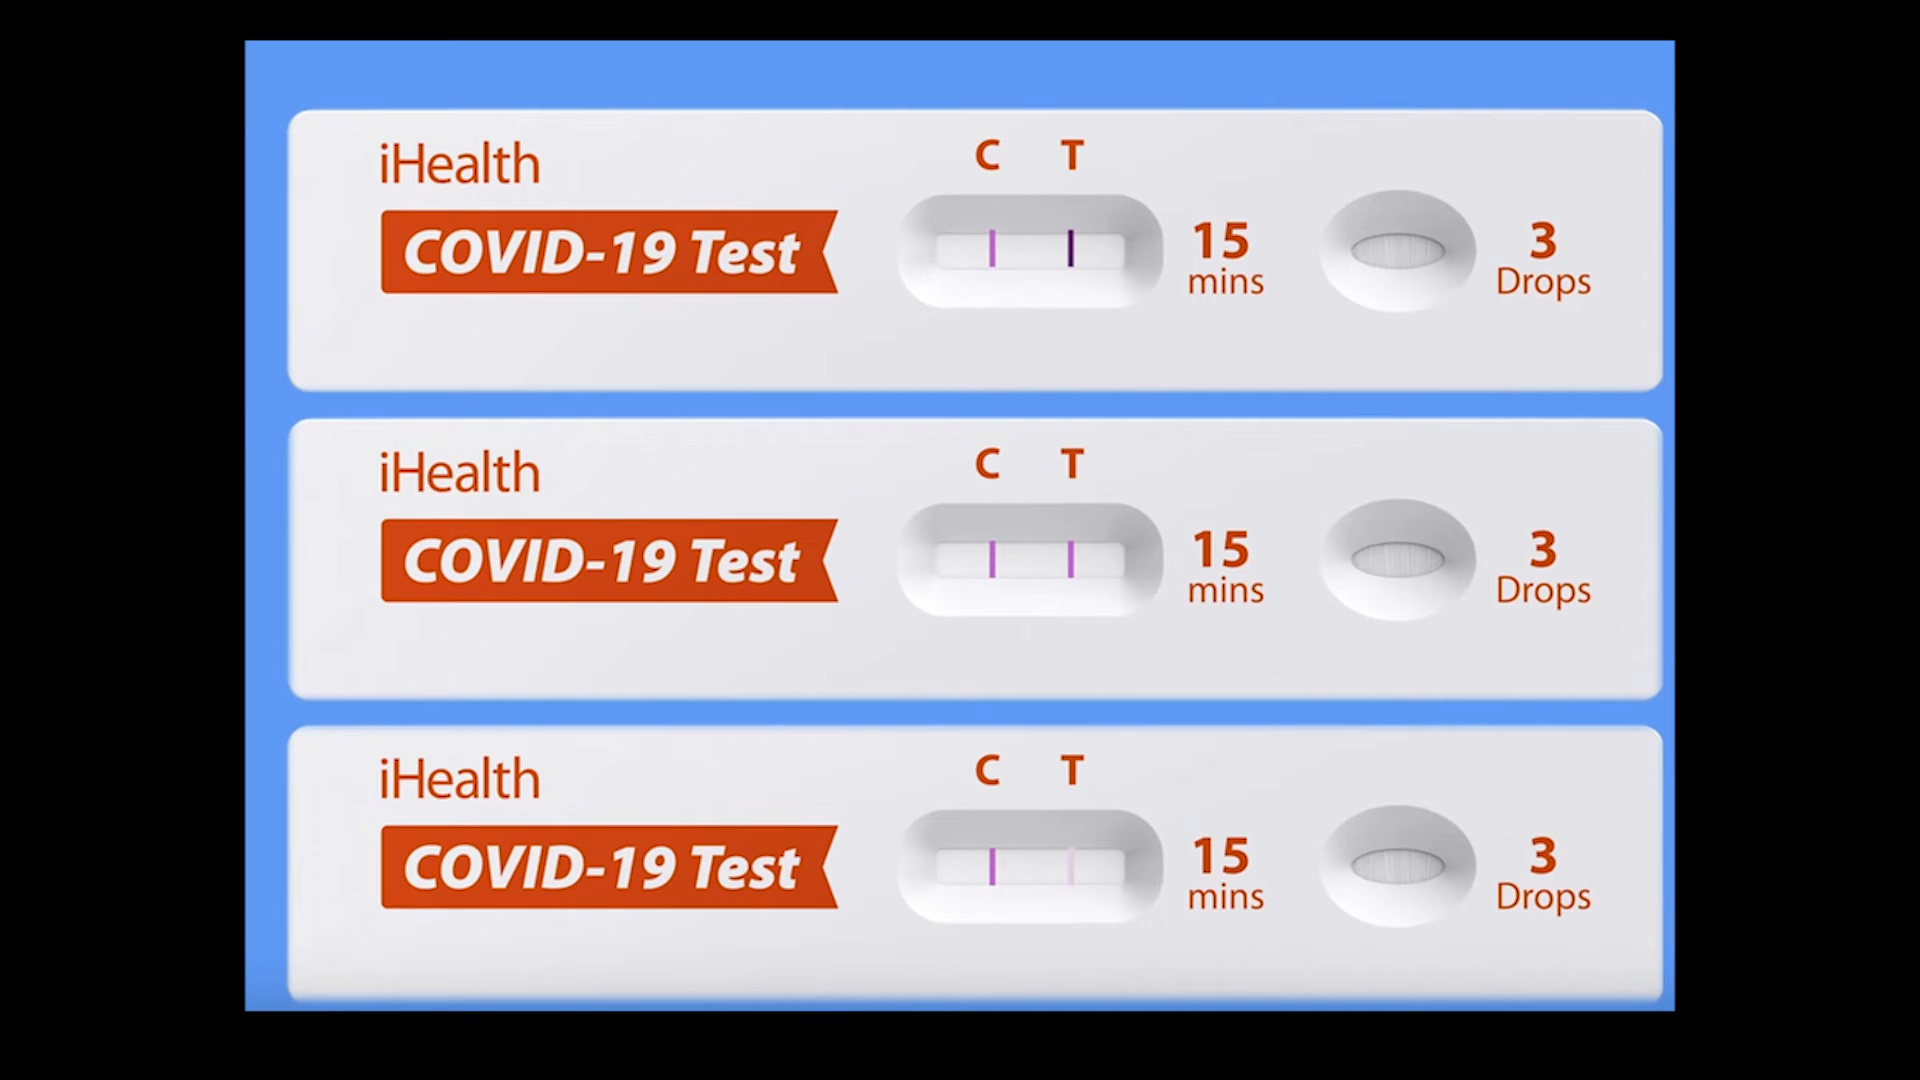 iHealth
COVID-19 Test
C T
15
mins
3
Drops
iHealth
COVID-19 Test
C T
15
mins
3
Drops
iHealth
COVID-19 Test
C T
15
mins
3
Drops